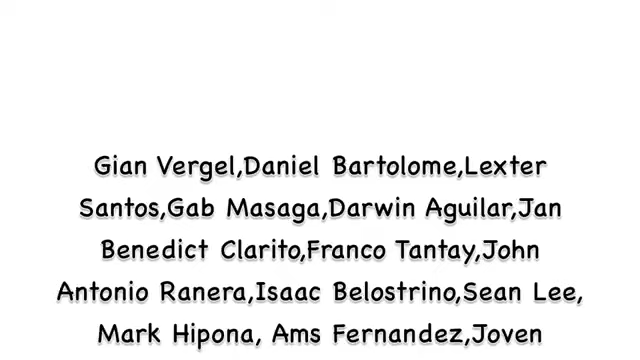 Gian Vergel,Daniel Bartolome,Lexter
Santos,Gab Masaga,Darwin Aguilar,Jan
Benedict Clarito,Franco Tantay,John
Antonio Ranera,Isaac Belostrino,Sean Lee,
Mark Hipona, Ams Fernandez,Joven